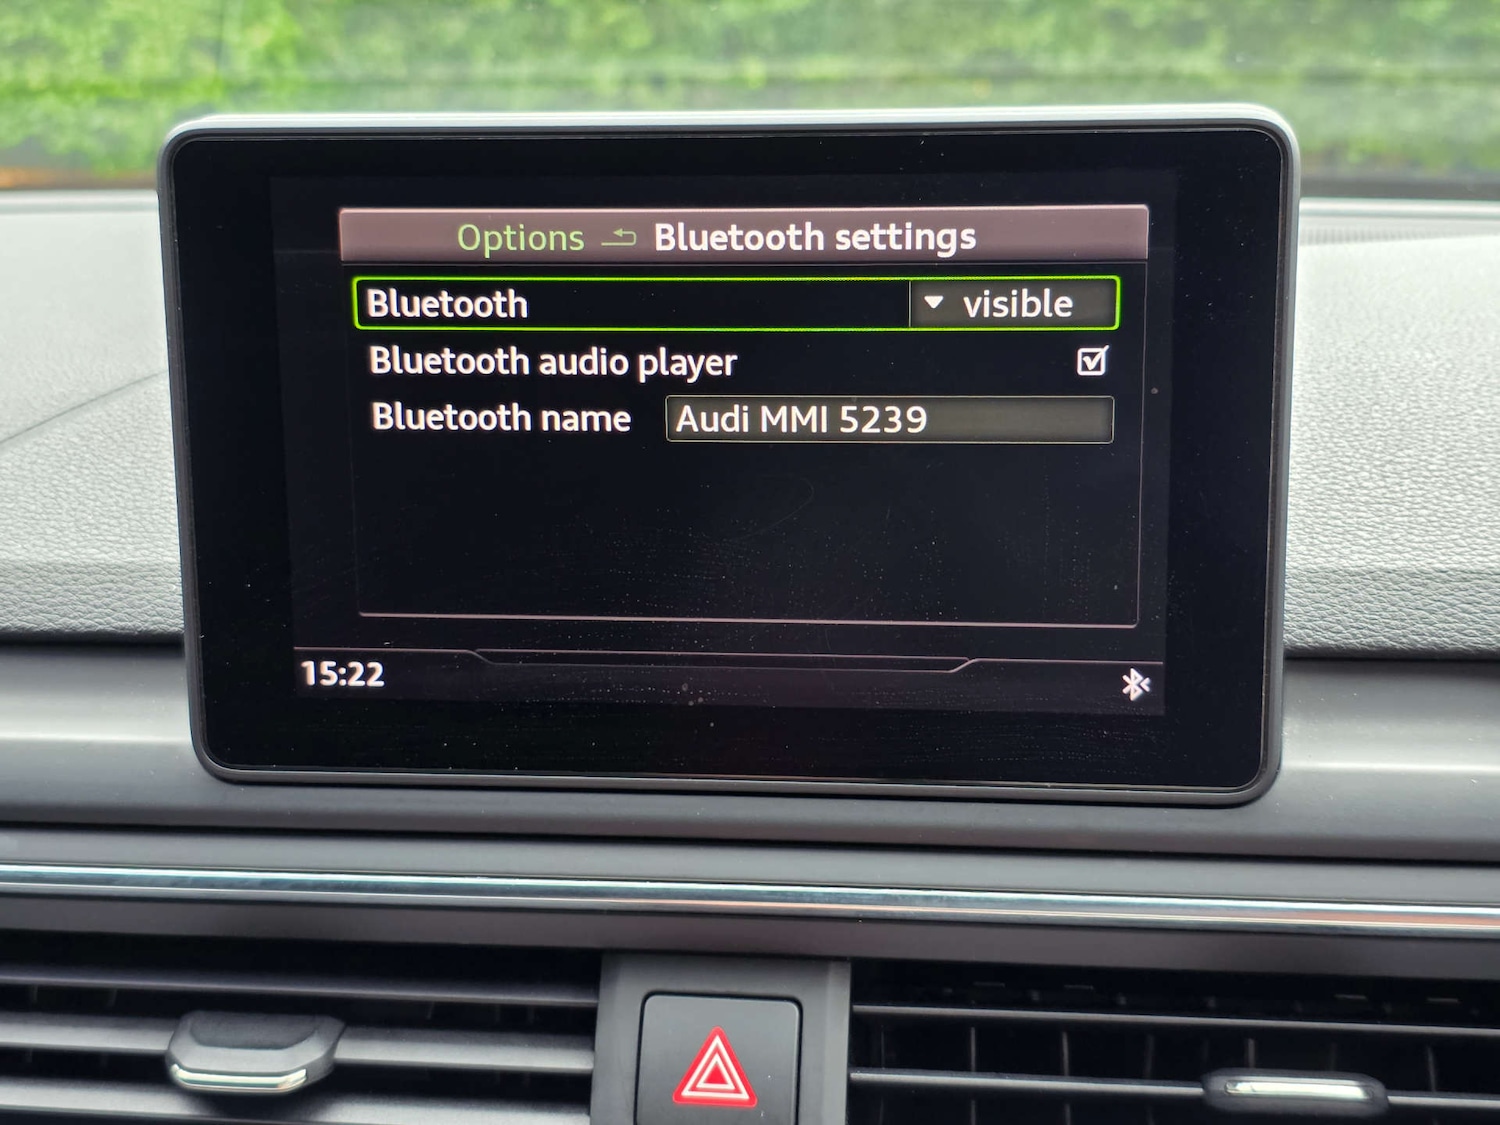 Options Bluetooth settings
Bluetooth visible
Bluetooth audio player
Bluetooth name Audi MMI 5239
15:22